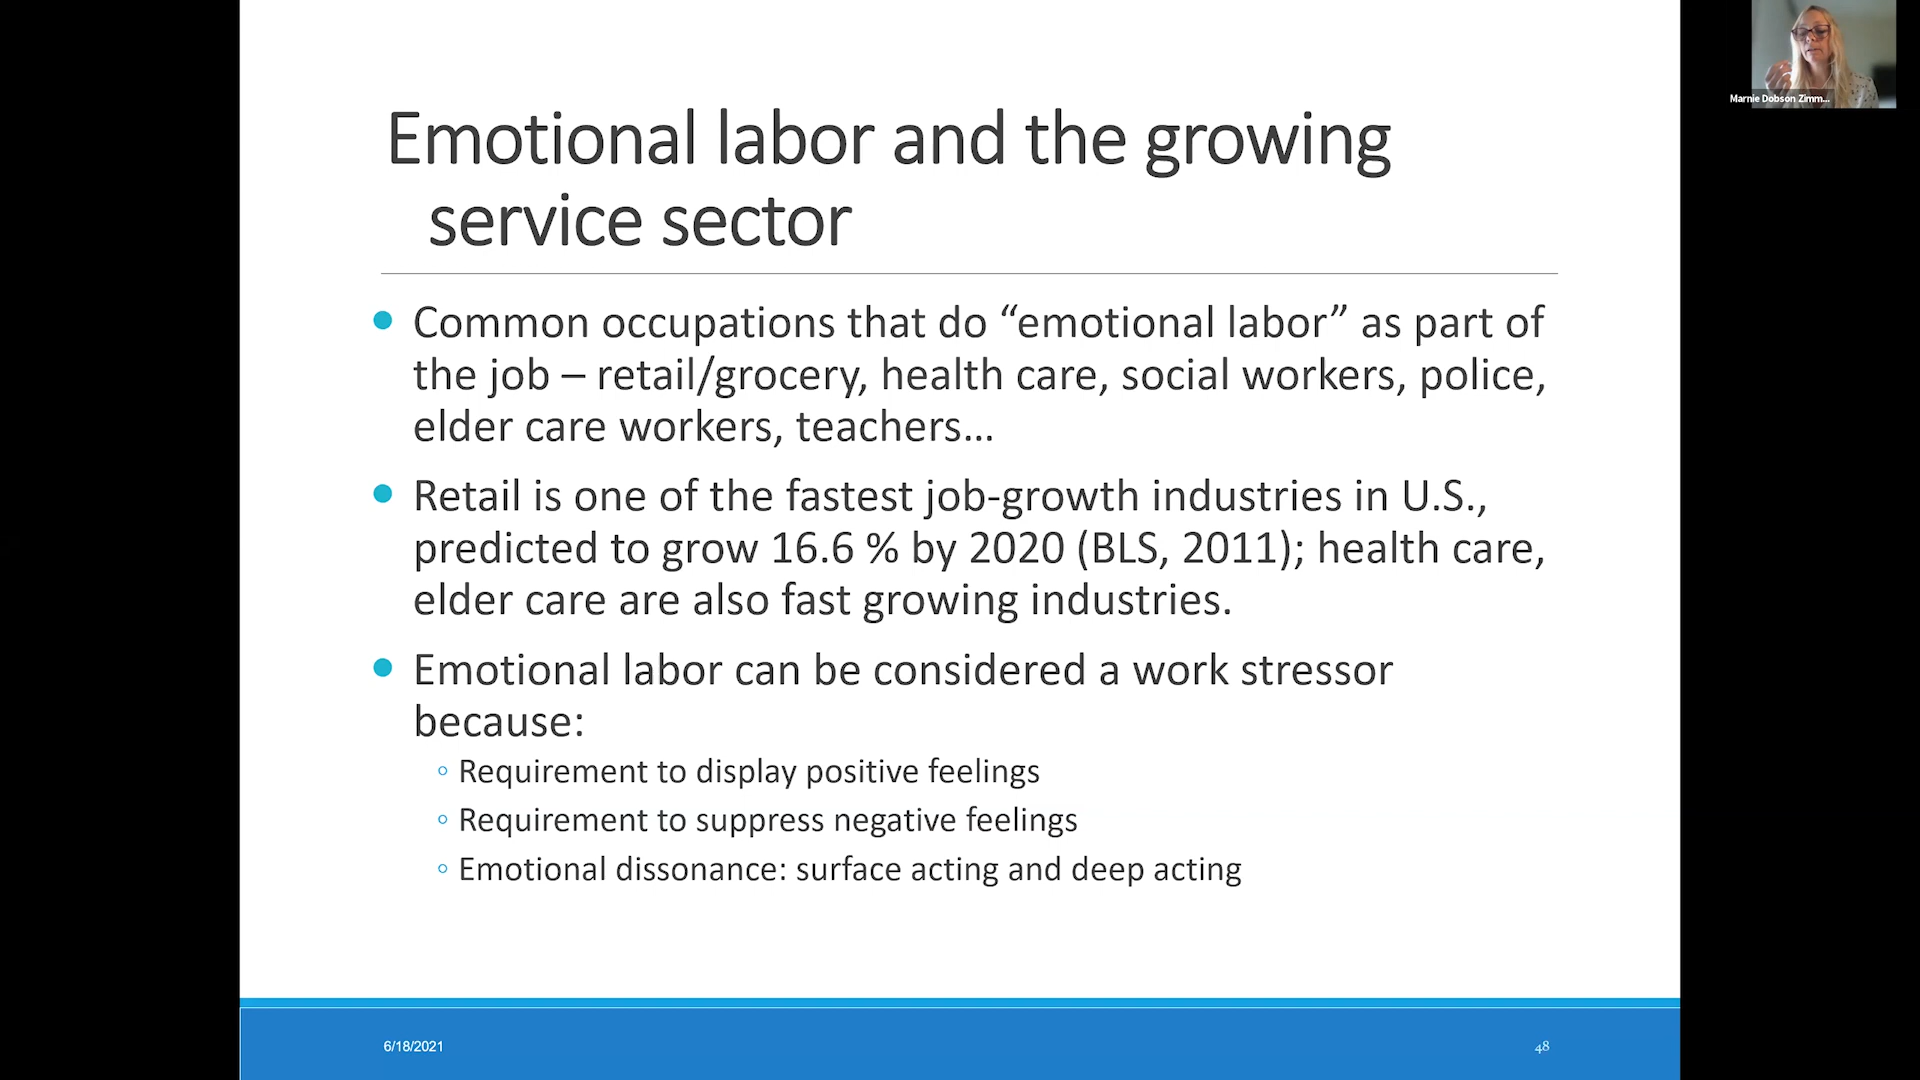 Marnie Dobson Zimm...
Emotional labor and the growing
service sector
• Common occupations that do “emotional labor” as part of
the job – retail/grocery, health care, social workers, police,
elder care workers, teachers…
• Retail is one of the fastest job-growth industries in U.S.,
predicted to grow 16.6 % by 2020 (BLS, 2011); health care,
elder care are also fast growing industries.
• Emotional labor can be considered a work stressor
because:
◦ Requirement to display positive feelings
◦ Requirement to suppress negative feelings
◦ Emotional dissonance: surface acting and deep acting
6/18/2021
48